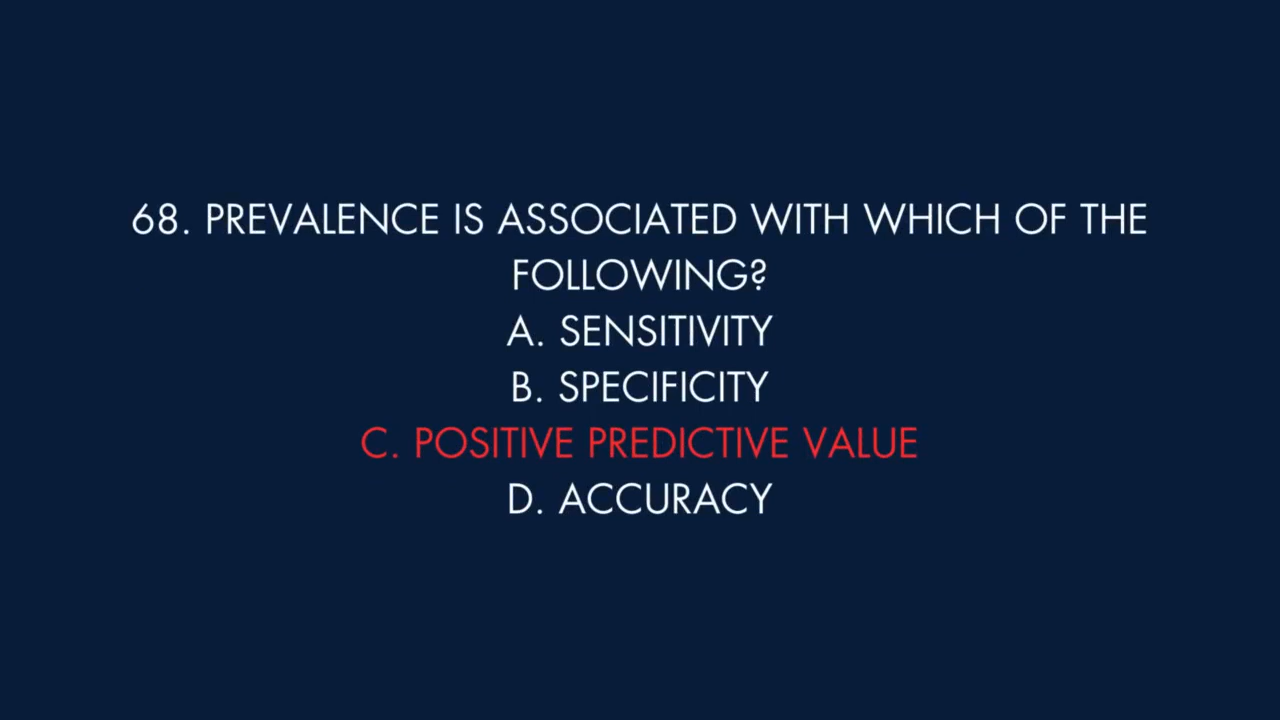 68. PREVALENCE IS ASSOCIATED WITH WHICH OF THE
FOLLOWING?
A. SENSITIVITY
B. SPECIFICITY
C. POSITIVE PREDICTIVE VALUE
D. ACCURACY